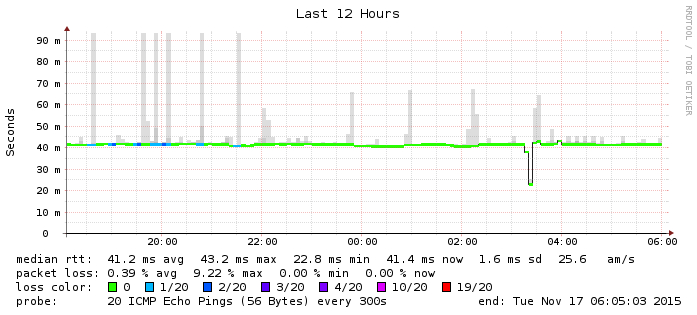 Last 12 Hours
RRDTOOL / TOBI OETIKER
Seconds
90 m
80 m
70 m
60 m
50 m
40 m
30 m
20 m
10 m
0
20:00 22:00 00:00 02:00 04:00 06:00
median rtt: 41.2 ms avg 43.2 ms max 22.8 ms min 41.4 ms now 1.6 ms sd 25.6 am/s
packet loss: 0.39 % avg 9.22 % max 0.00 % min 0.00 % now
loss color: 0 1/20 2/20 3/20 4/20 10/20 19/20
probe: 20 ICMP Echo Pings (56 Bytes) every 300s end: Tue Nov 17 06:05:03 2015